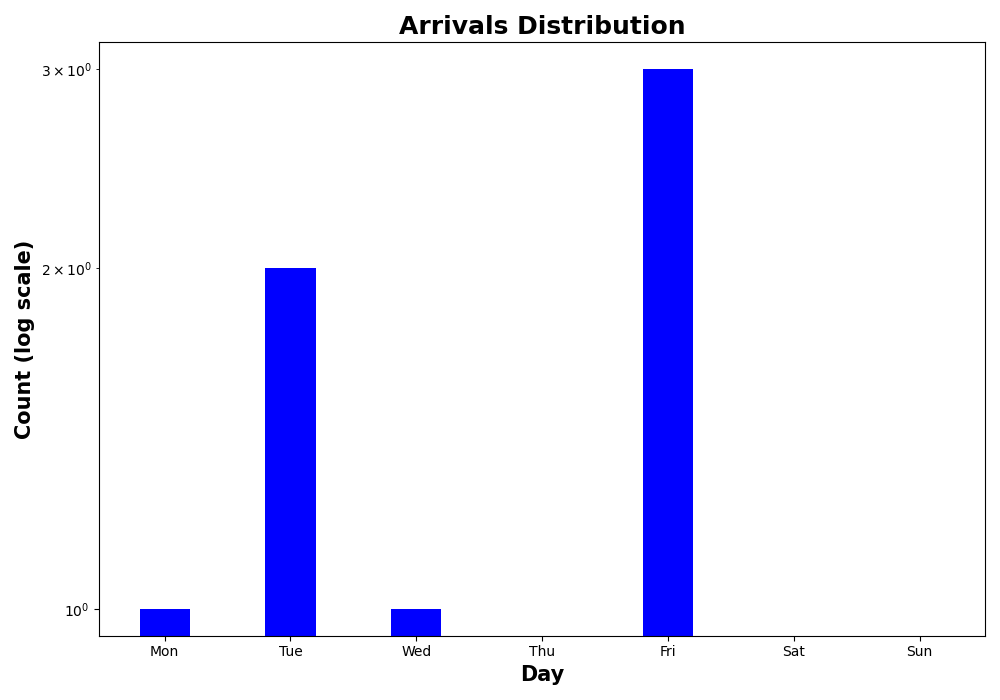 Arrivals Distribution
3 × 10⁰
2 × 10⁰
10⁰
Count (log scale)
Mon Tue Wed Thu Fri Sat Sun
Day